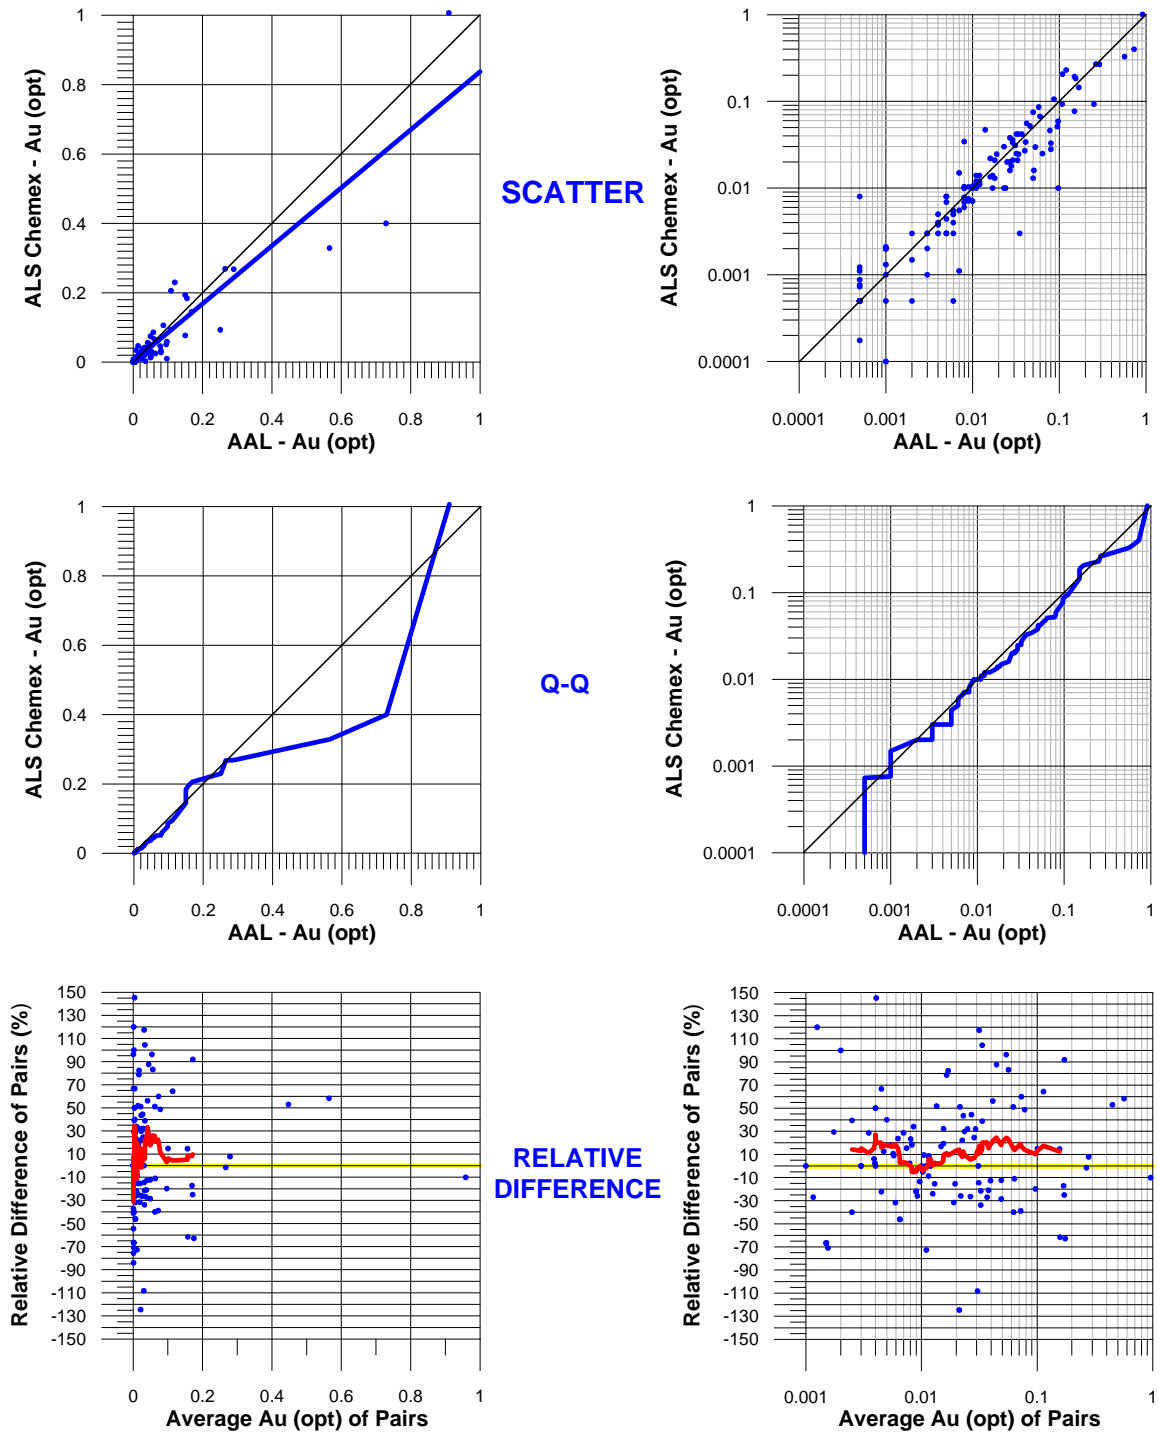 1
0.8
0.6
0.4
0.2
0
0 0.2 0.4 0.6 0.8 1
AAL - Au (opt)
ALS Chemex - Au (opt)
SCATTER
1
0.1
0.01
0.001
0.0001
0.0001 0.001 0.01 0.1 1
AAL - Au (opt)
ALS Chemex - Au (opt)
1
0.8
0.6
0.4
0.2
0
0 0.2 0.4 0.6 0.8 1
AAL - Au (opt)
ALS Chemex - Au (opt)
Q-Q
1
0.1
0.01
0.001
0.0001
0.0001 0.001 0.01 0.1 1
AAL - Au (opt)
ALS Chemex - Au (opt)
150
130
110
90
70
50
30
10
-10
-30
-50
-70
-90
-110
-130
-150
0 0.2 0.4 0.6 0.8 1
Average Au (opt) of Pairs
Relative Difference of Pairs (%)
RELATIVE
DIFFERENCE
150
130
110
90
70
50
30
10
-10
-30
-50
-70
-90
-110
-130
-150
0.001 0.01 0.1 1
Average Au (opt) of Pairs
Relative Difference of Pairs (%)